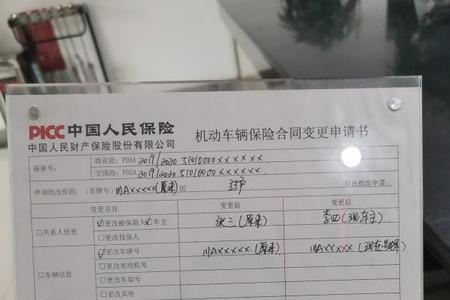 PICC 中国人民保险
中国人民财产保险股份有限公司
机动车辆保险合同变更申请书
保单号:
商业险: PDAA 2019/2020 5101000XXXXXX
交强险: PDZA 2019/2020 5101000XXXXXX
申请批改原因: (车牌号) 川AXXXXX (原来) 因 过户 提出批改申请。
变更项目 变更前 变更后
□关系人信息
☑更改被保险人 ☑车主 张三(原来) 李四(现车主)
□更改投保人
□车辆信息
☑更改车牌号 川AXXXXX (原来) 川AXXXXX (现在号牌)
□更改发动机号
□更改车架号
□更改其他